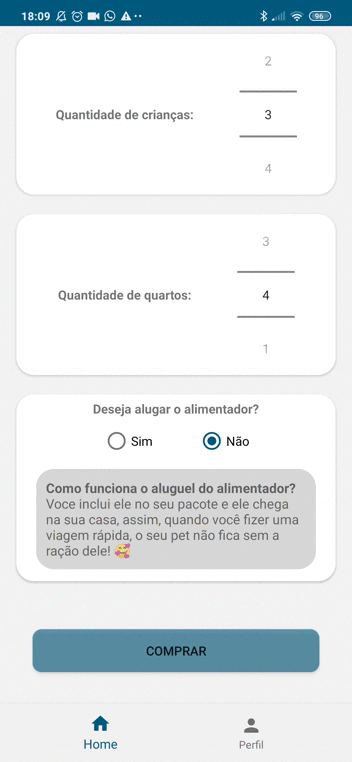 18:09 96
2
Quantidade de crianças: 3
4
3
Quantidade de quartos: 4
1
Deseja alugar o alimentador?
Sim Não
Como funciona o aluguel do alimentador?
Voce inclui ele no seu pacote e ele chega
na sua casa, assim, quando você fizer uma
viagem rápida, o seu pet não fica sem a
ração dele! 🥰
COMPRAR
Home Perfil